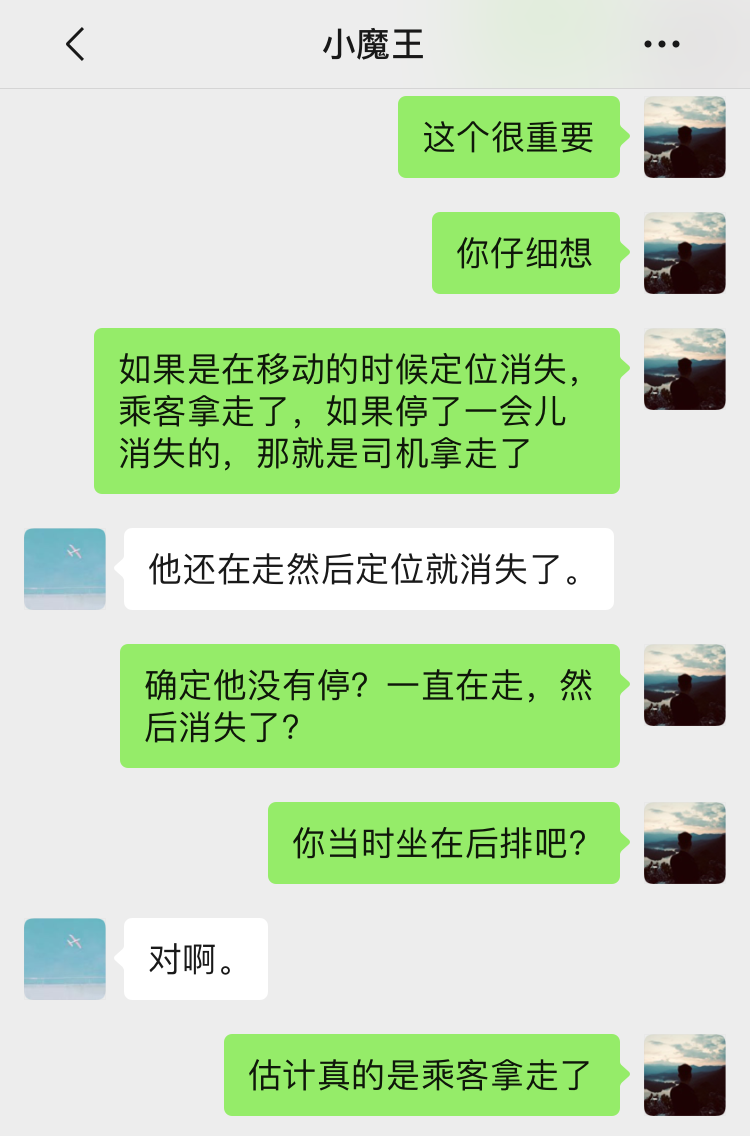 小魔王
这个很重要
你仔细想
如果是在移动的时候定位消失，
乘客拿走了，如果停了一会儿
消失的，那就是司机拿走了
他还在走然后定位就消失了。
确定他没有停？一直在走，然
后消失了？
你当时坐在后排吧？
对啊。
估计真的是乘客拿走了